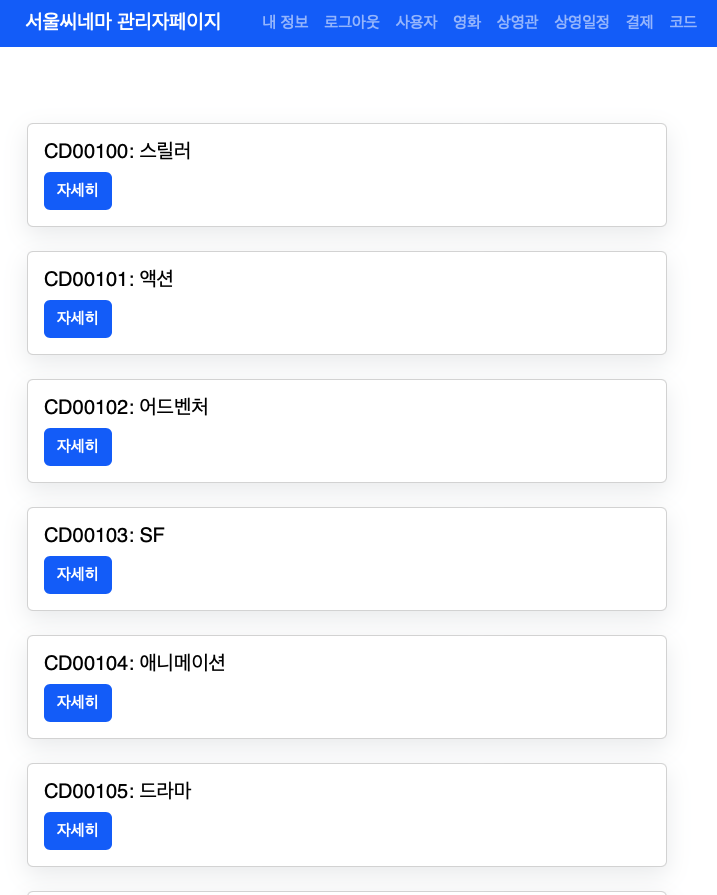 서울씨네마 관리자페이지 내 정보 로그아웃 사용자 영화 상영관 상영일정 결제 코드
CD00100: 스릴러
자세히
CD00101: 액션
자세히
CD00102: 어드벤처
자세히
CD00103: SF
자세히
CD00104: 애니메이션
자세히
CD00105: 드라마
자세히